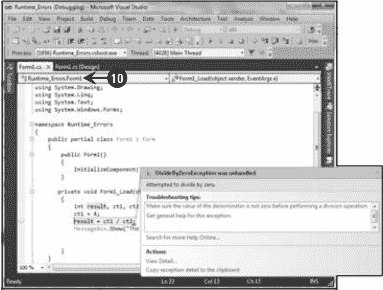 Runtime_Errors (Debugging) - Microsoft Visual Studio
File Edit View Refactor Project Build Debug Team Data Tools Architecture Test Analyze Window Help
Process: [1856] Runtime_Errors.vshost.exe Thread: [4028] Main Thread
Form1.cs Form1.cs [Design]
Runtime_Errors.Form1 Form1_Load(object sender, EventArgs e)
10
using System.Drawing;
using System.Linq;
using System.Text;
using System.Windows.Forms;
namespace Runtime_Errors
{
public partial class Form1 : Form
{
public Form1()
{
InitializeComponent
}
private void Form1_Load(
{
int result, ct1, ct2
ct1 = 4;
result = ct1 / ct2;
MessageBox.Show("The
}
}
DivideByZeroException was unhandled
Attempted to divide by zero.
Troubleshooting tips:
Make sure the value of the denominator is not zero before performing a division operation.
Get general help for this exception.
Search for more Help Online...
Actions:
View Detail...
Copy exception detail to the clipboard
100 %
Ready Ln 22 Col 13 Ch 13 INS